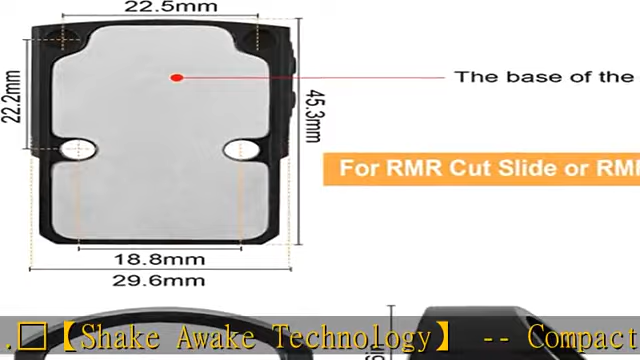 22.5mm
22.2mm
The base of the
45.3mm
For RMR Cut Slide or RM
18.8mm
29.6mm
.□【Shake Awake Technology】 -- Compact